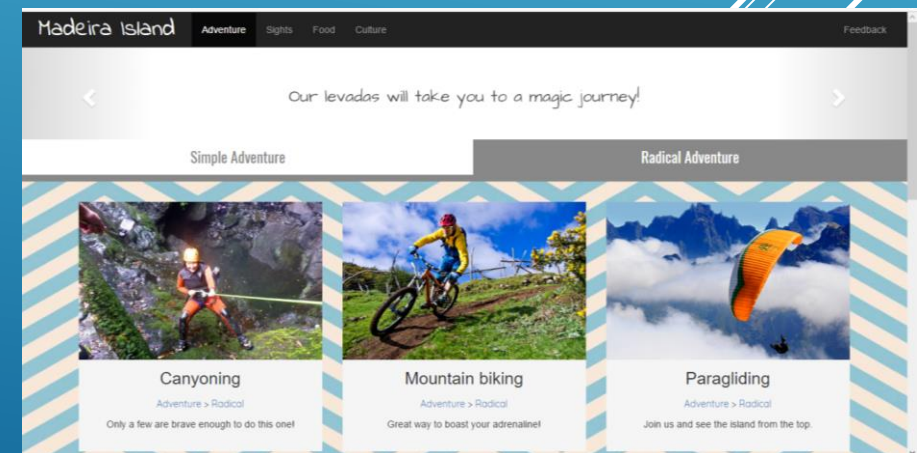 Madeira Island Adventure Sights Food Culture Feedback
Our levadas will take you to a magic journey!
Simple Adventure Radical Adventure
Canyoning Mountain biking Paragliding
Adventure > Radical Adventure > Radical Adventure > Radical
Only a few are brave enough to do this one! Great way to boast your adrenaline! Join us and see the island from the top.